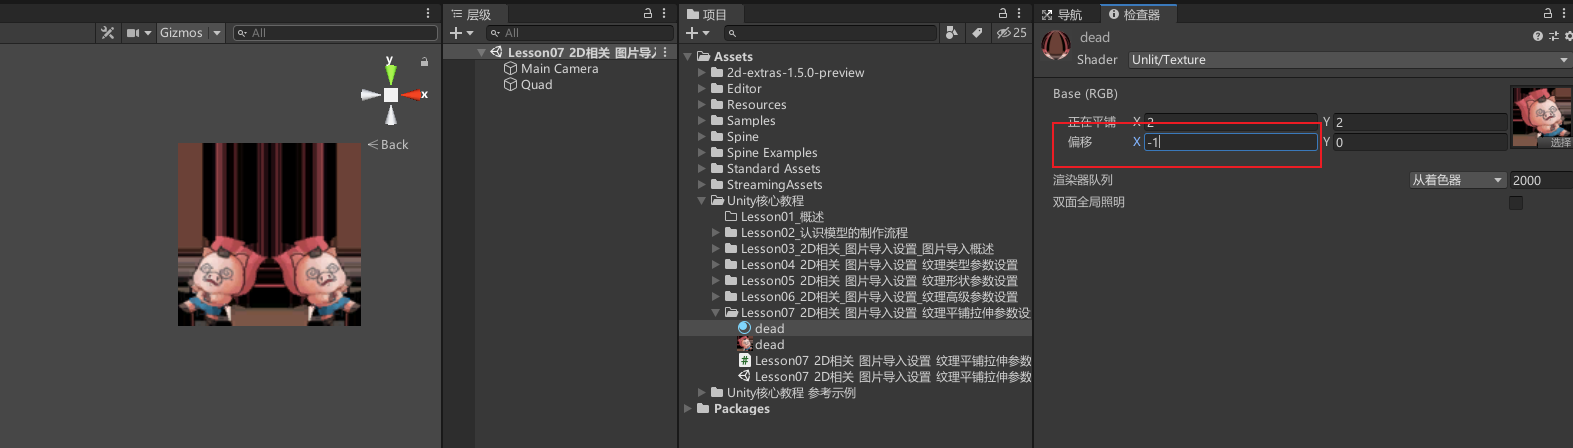 Gizmos
All
y
x
Back
层级
All
Lesson07 2D相关 图片导入
Main Camera
Quad
项目
25
Assets
2d-extras-1.5.0-preview
Editor
Resources
Samples
Spine
Spine Examples
Standard Assets
StreamingAssets
Unity核心教程
Lesson01_概述
Lesson02_认识模型的制作流程
Lesson03_2D相关_图片导入设置_图片导入概述
Lesson04 2D相关 图片导入设置 纹理类型参数设置
Lesson05 2D相关 图片导入设置 纹理形状参数设置
Lesson06_2D相关_图片导入设置_纹理高级参数设置
Lesson07 2D相关 图片导入设置 纹理平铺拉伸参数设
dead
dead
Lesson07 2D相关 图片导入设置 纹理平铺拉伸参数
Lesson07 2D相关 图片导入设置 纹理平铺拉伸参数
Unity核心教程 参考示例
Packages
导航
检查器
dead
Shader Unlit/Texture
Base (RGB)
正在平铺 X 2 Y 2
偏移 X -1 Y 0
选择
渲染器队列 从着色器 2000
双面全局照明